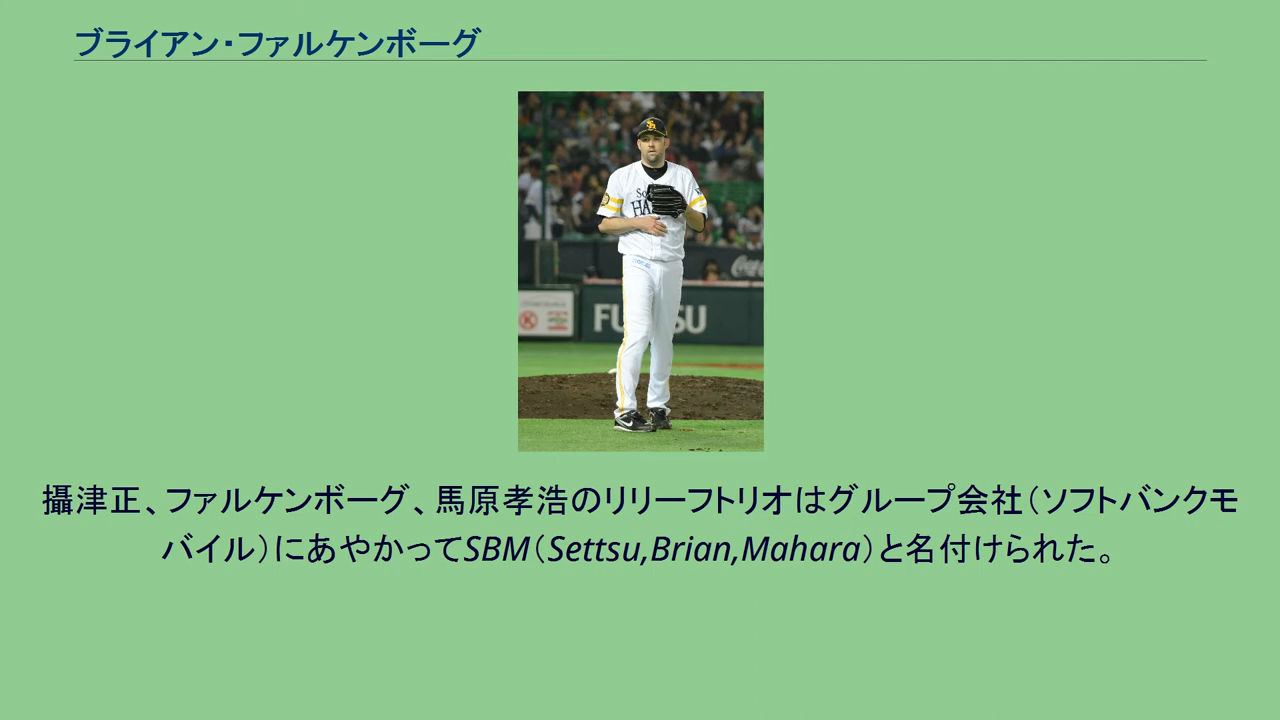 ブライアン・ファルケンボーグ
FU SU
攝津正、ファルケンボーグ、馬原孝浩のリリーフトリオはグループ会社（ソフトバンクモ
バイル）にあやかってSBM（Settsu,Brian,Mahara）と名付けられた。